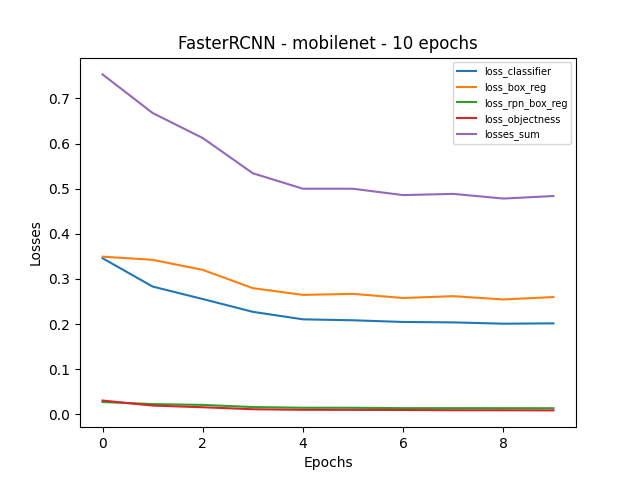 FasterRCNN - mobilenet - 10 epochs
loss_classifier
loss_box_reg
loss_rpn_box_reg
loss_objectness
losses_sum
0.7
0.6
0.5
0.4
0.3
0.2
0.1
0.0
Losses
0 2 4 6 8
Epochs